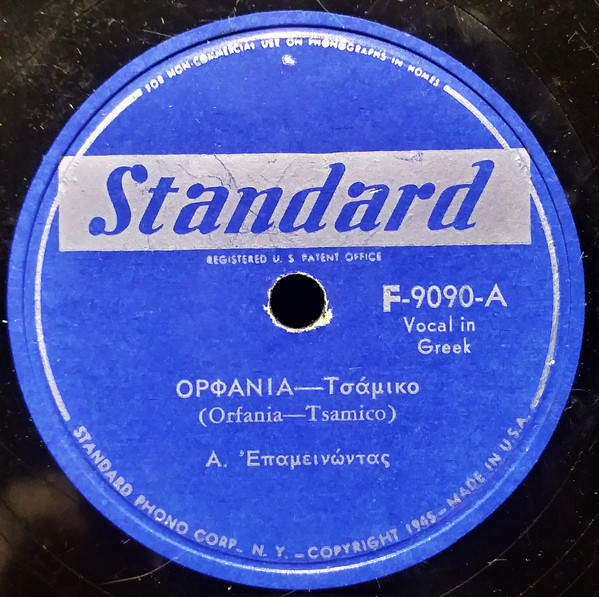 FOR NON-COMMERCIAL USE ON PHONOGRAPHS IN HOMES
Standard
REGISTERED U. S. PATENT OFFICE
F-9090-A
Vocal in
Greek
ΟΡΦΑΝΙΑ—Τσάμικο
(Orfania—Tsamico)
Α. Ἐπαμεινώντας
STANDARD PHONO CORP. N. Y.-COPYRIGHT 1945-MADE IN U.S.A.